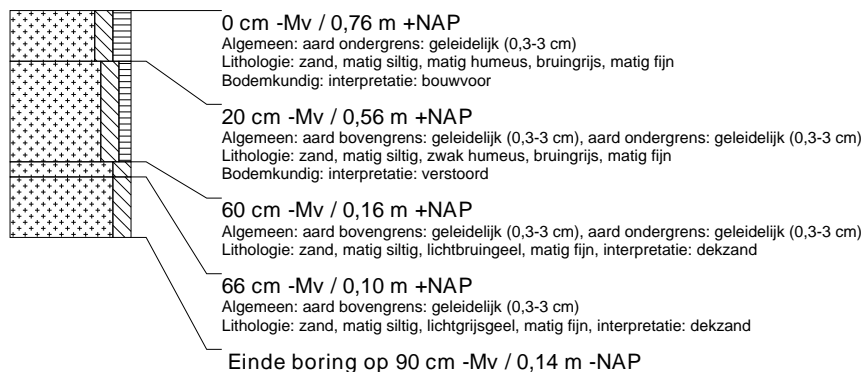 0 cm -Mv / 0,76 m +NAP
Algemeen: aard ondergrens: geleidelijk (0,3-3 cm)
Lithologie: zand, matig siltig, matig humeus, bruingrijs, matig fijn
Bodemkundig: interpretatie: bouwvoor
20 cm -Mv / 0,56 m +NAP
Algemeen: aard bovengrens: geleidelijk (0,3-3 cm), aard ondergrens: geleidelijk (0,3-3 cm)
Lithologie: zand, matig siltig, zwak humeus, bruingrijs, matig fijn
Bodemkundig: interpretatie: verstoord
60 cm -Mv / 0,16 m +NAP
Algemeen: aard bovengrens: geleidelijk (0,3-3 cm), aard ondergrens: geleidelijk (0,3-3 cm)
Lithologie: zand, matig siltig, lichtbruingeel, matig fijn, interpretatie: dekzand
66 cm -Mv / 0,10 m +NAP
Algemeen: aard bovengrens: geleidelijk (0,3-3 cm)
Lithologie: zand, matig siltig, lichtgrijsgeel, matig fijn, interpretatie: dekzand
Einde boring op 90 cm -Mv / 0,14 m -NAP